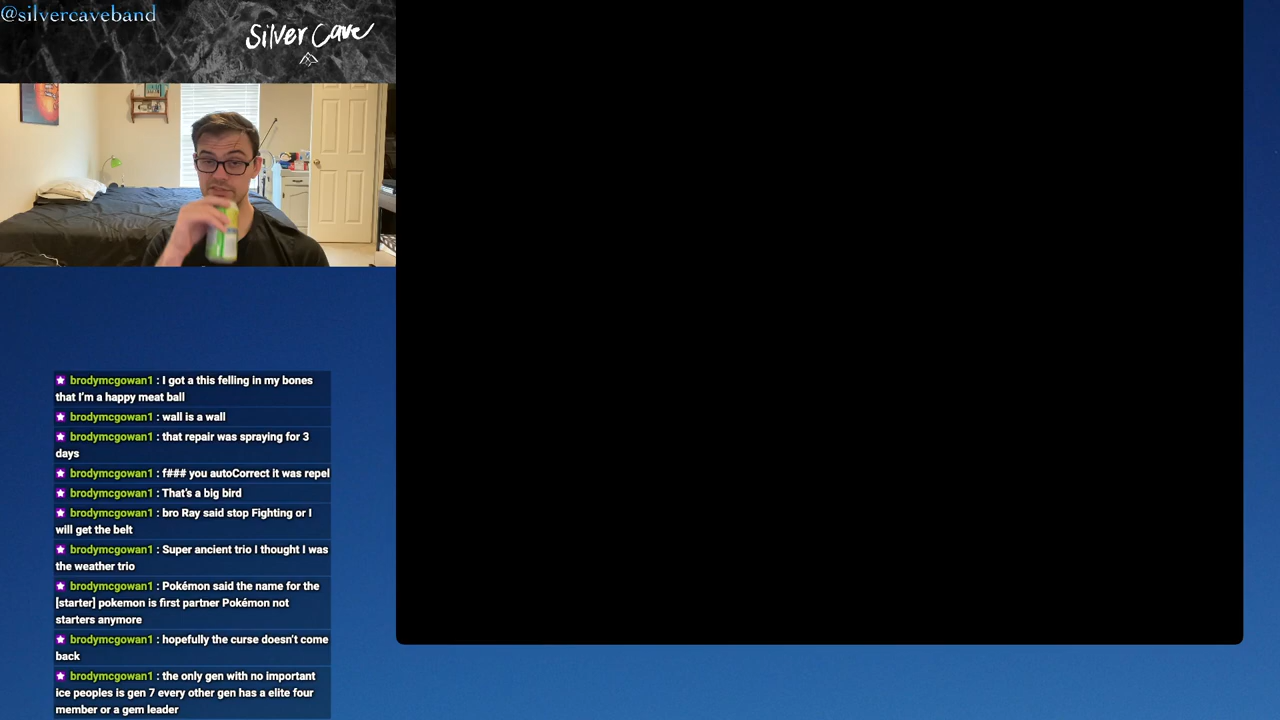 @silvercaveband
Silver Cave
brodymcgowan1 : I got a this felling in my bones
that I'm a happy meat ball
brodymcgowan1 : wall is a wall
brodymcgowan1 : that repair was spraying for 3
days
brodymcgowan1 : f### you autoCorrect it was repel
brodymcgowan1 : That's a big bird
brodymcgowan1 : bro Ray said stop Fighting or I
will get the belt
brodymcgowan1 : Super ancient trio I thought I was
the weather trio
brodymcgowan1 : Pokémon said the name for the
[starter] pokemon is first partner Pokémon not
starters anymore
brodymcgowan1 : hopefully the curse doesn't come
back
brodymcgowan1 : the only gen with no important
ice peoples is gen 7 every other gen has a elite four
member or a gem leader